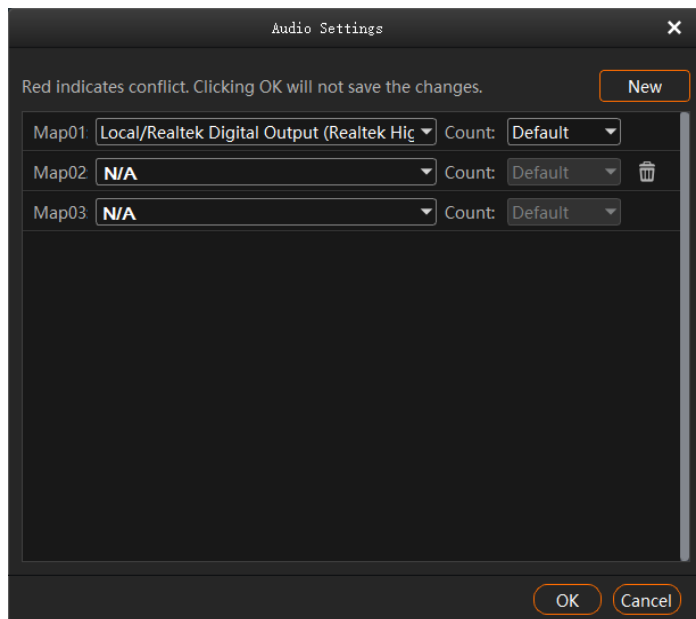 Audio Settings
Red indicates conflict. Clicking OK will not save the changes.
New
Map01: Local/Realtek Digital Output (Realtek Hig Count: Default
Map02: N/A Count: Default
Map03: N/A Count: Default
OK Cancel